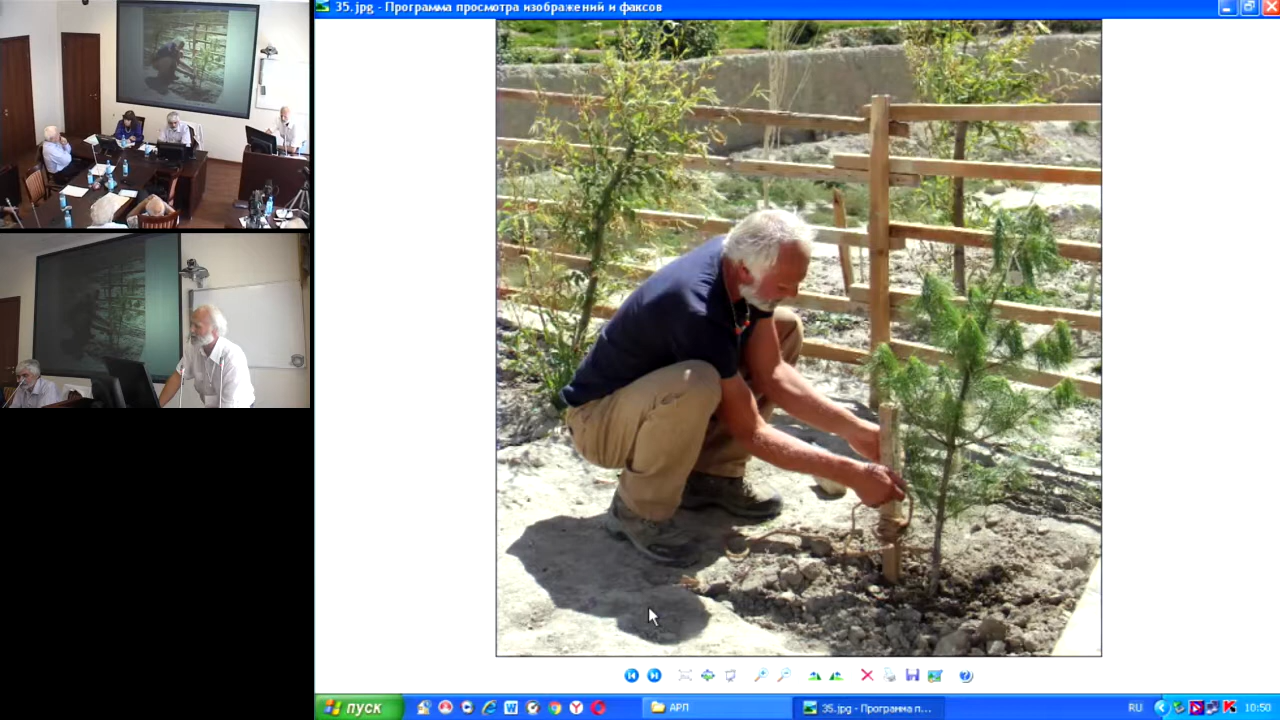 35.jpg - Программа просмотра изображений и факсов
пуск
АРП
35.jpg - Программа п...
RU
10:50